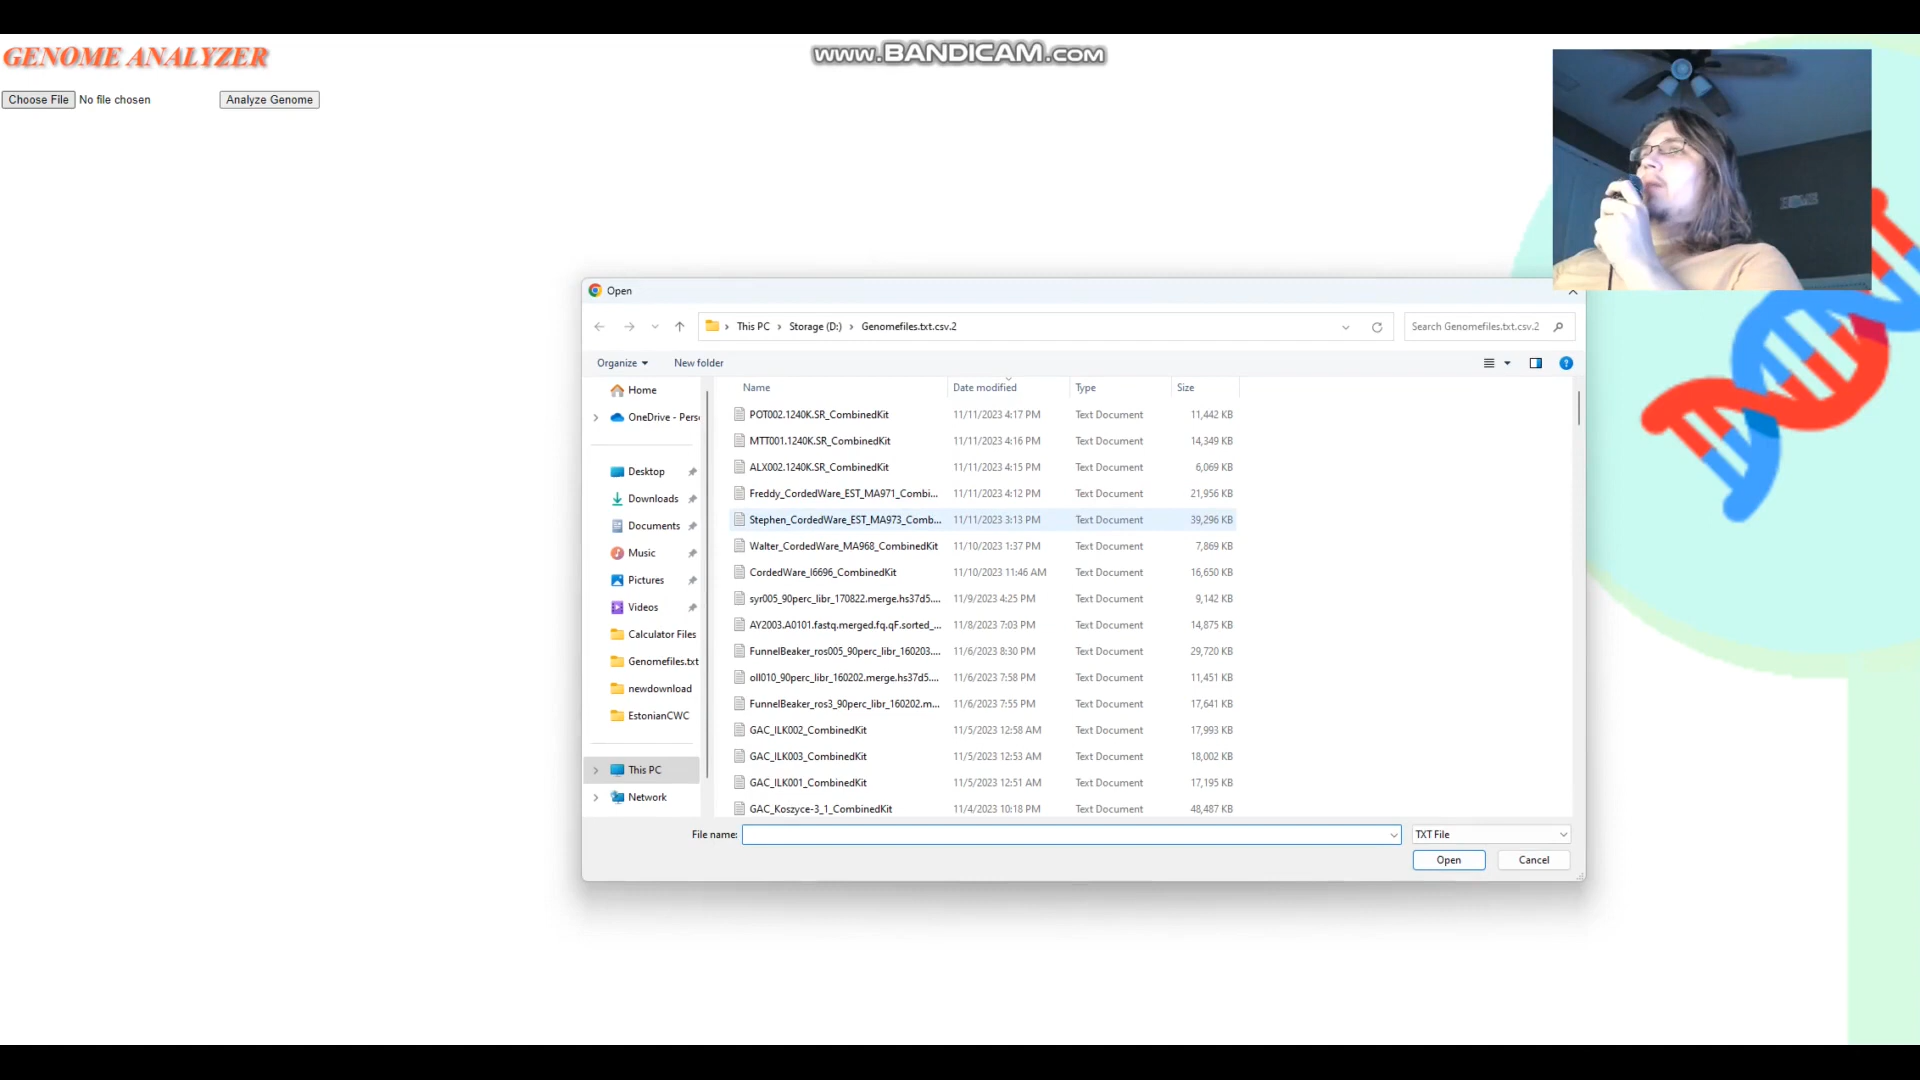 GENOME ANALYZER
www.BANDICAM.com
Choose File No file chosen Analyze Genome
Open
This PC > Storage (D:) > Genomefiles.txt.csv.2
Search Genomefiles.txt.csv.2
Organize New folder
Home
OneDrive - Pers
Desktop
Downloads
Documents
Music
Pictures
Videos
Calculator Files
Genomefiles.txt
newdownload
EstonianCWC
This PC
Network
Name Date modified Type Size
POT002.1240K.SR_CombinedKit 11/11/2023 4:17 PM Text Document 11,442 KB
MTT001.1240K.SR_CombinedKit 11/11/2023 4:16 PM Text Document 14,349 KB
ALX002.1240K.SR_CombinedKit 11/11/2023 4:15 PM Text Document 6,069 KB
Freddy_CordedWare_EST_MA971_Combi... 11/11/2023 4:12 PM Text Document 21,956 KB
Stephen_CordedWare_EST_MA973_Comb... 11/11/2023 3:13 PM Text Document 39,296 KB
Walter_CordedWare_MA968_CombinedKit 11/10/2023 1:37 PM Text Document 7,869 KB
CordedWare_I6696_CombinedKit 11/10/2023 11:46 AM Text Document 16,650 KB
syr005_90perc_libr_170822.merge.hs37d5.... 11/9/2023 4:25 PM Text Document 9,142 KB
AY2003.A0101.fastq.merged.fq.qF.sorted_... 11/8/2023 7:03 PM Text Document 14,875 KB
FunnelBeaker_ros005_90perc_libr_160203.... 11/6/2023 8:30 PM Text Document 29,720 KB
oll010_90perc_libr_160202.merge.hs37d5.... 11/6/2023 7:58 PM Text Document 11,451 KB
FunnelBeaker_ros3_90perc_libr_160202.m... 11/6/2023 7:55 PM Text Document 17,641 KB
GAC_ILK002_CombinedKit 11/5/2023 12:58 AM Text Document 17,993 KB
GAC_ILK003_CombinedKit 11/5/2023 12:53 AM Text Document 18,002 KB
GAC_ILK001_CombinedKit 11/5/2023 12:51 AM Text Document 17,195 KB
GAC_Koszyce-3_1_CombinedKit 11/4/2023 10:18 PM Text Document 48,487 KB
File name: TXT File
Open Cancel